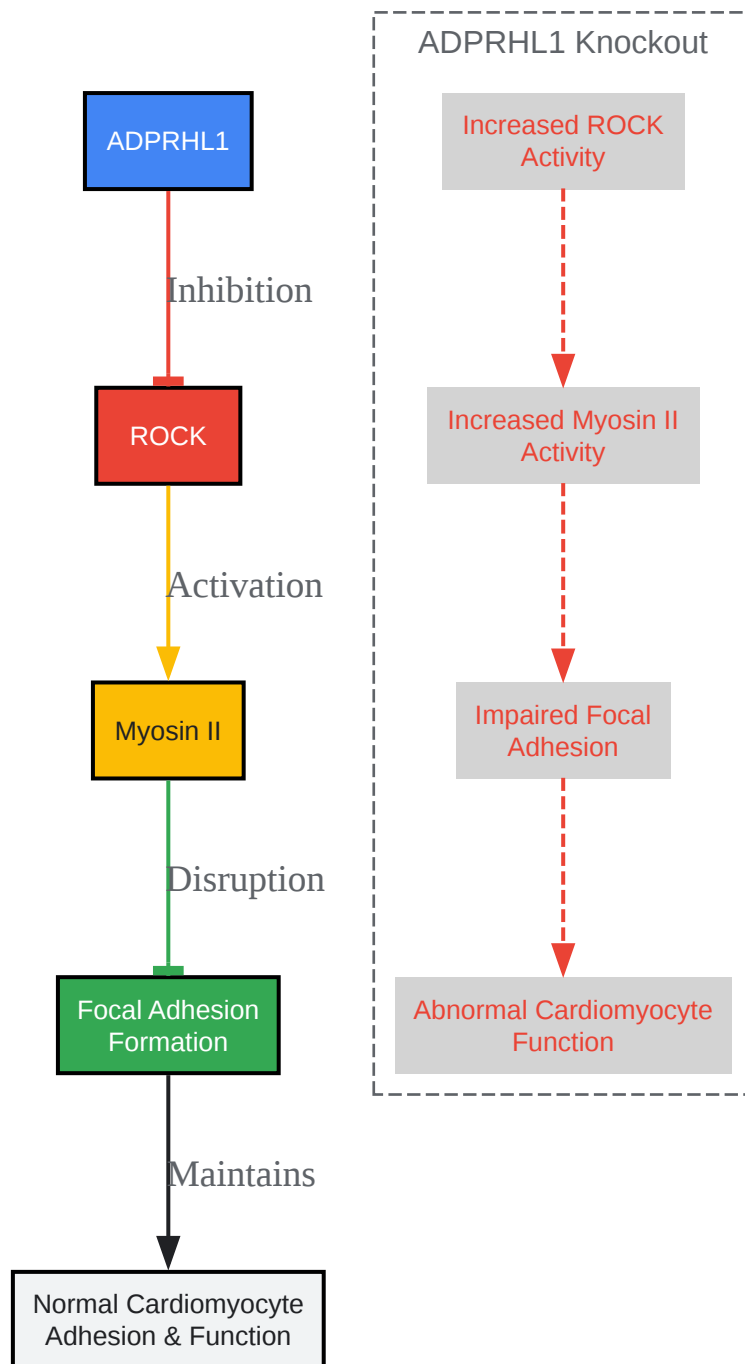 ADPRHL1
Inhibition
ROCK
Activation
Myosin II
Disruption
Focal Adhesion
Formation
Maintains
Normal Cardiomyocyte
Adhesion & Function
ADPRHL1 Knockout
Increased ROCK
Activity
Increased Myosin II
Activity
Impaired Focal
Adhesion
Abnormal Cardiomyocyte
Function